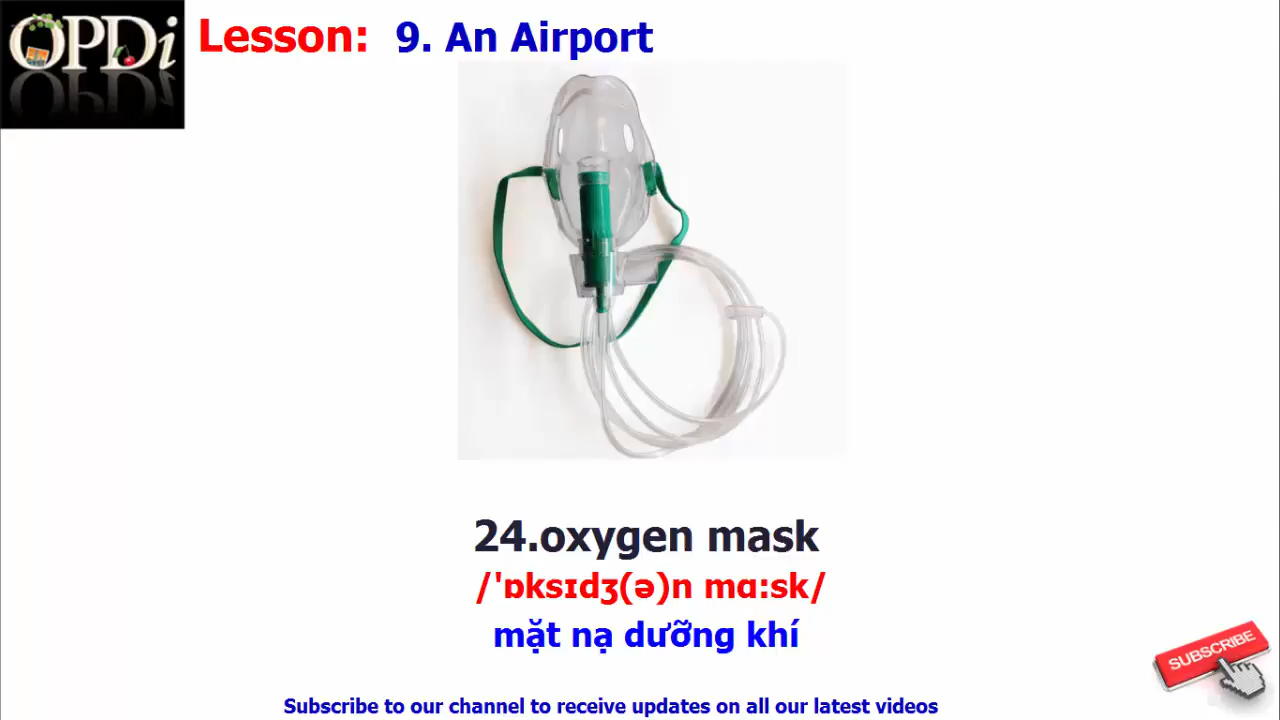 OPDi
Lesson: 9. An Airport
24.oxygen mask
/ˈɒksɪdʒ(ə)n mɑːsk/
mặt nạ dưỡng khí
SUBSCRIBE
Subscribe to our channel to receive updates on all our latest videos